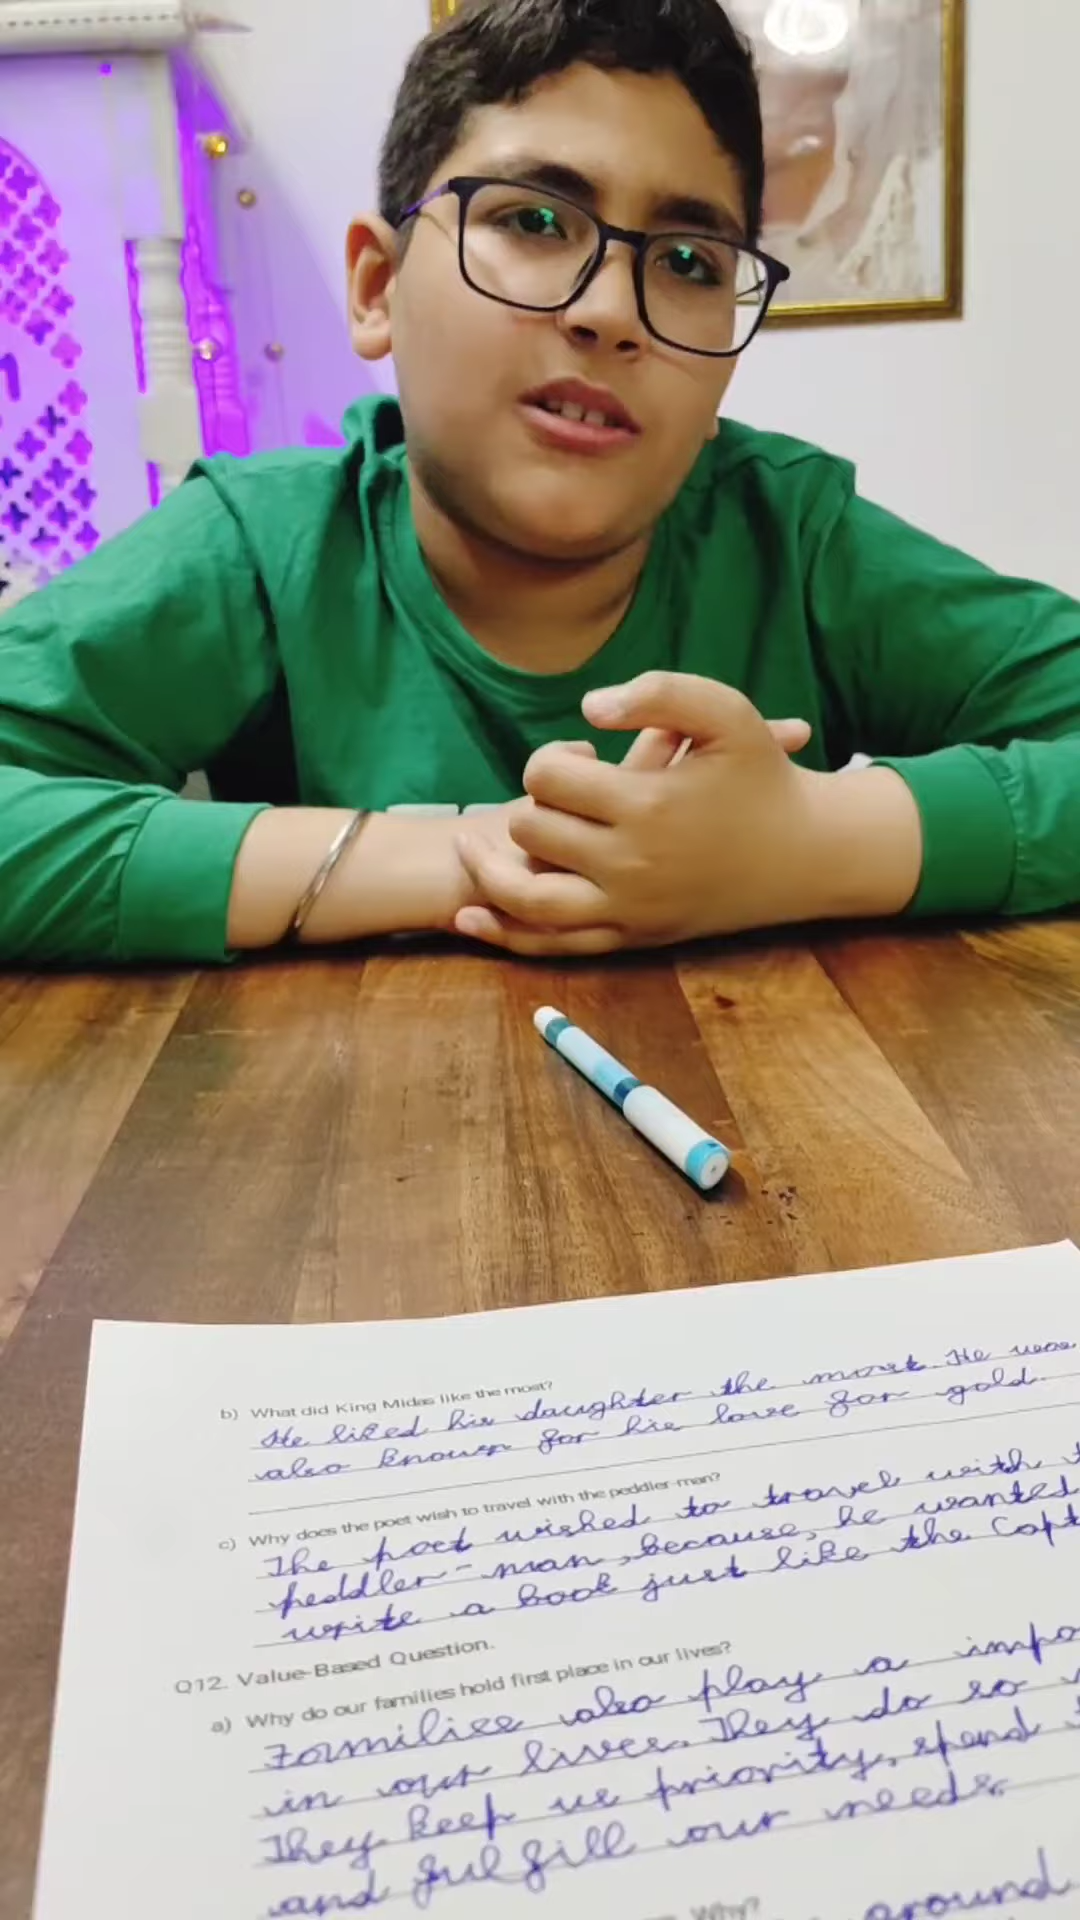 b) What did King Midas like the most?
He liked his daughter the most. He was
also known for his love for gold.
c) Why does the poet wish to travel with the peddler-man?
The poet wished to travel with
peddler-man, because, he wanted
write a book just like the Capt
Q12. Value-Based Question.
a) Why do our families hold first place in our lives?
Families also play a impo
in our lives. They do so
They keep us priority, spend
and fulfill our needs.
Why?
around